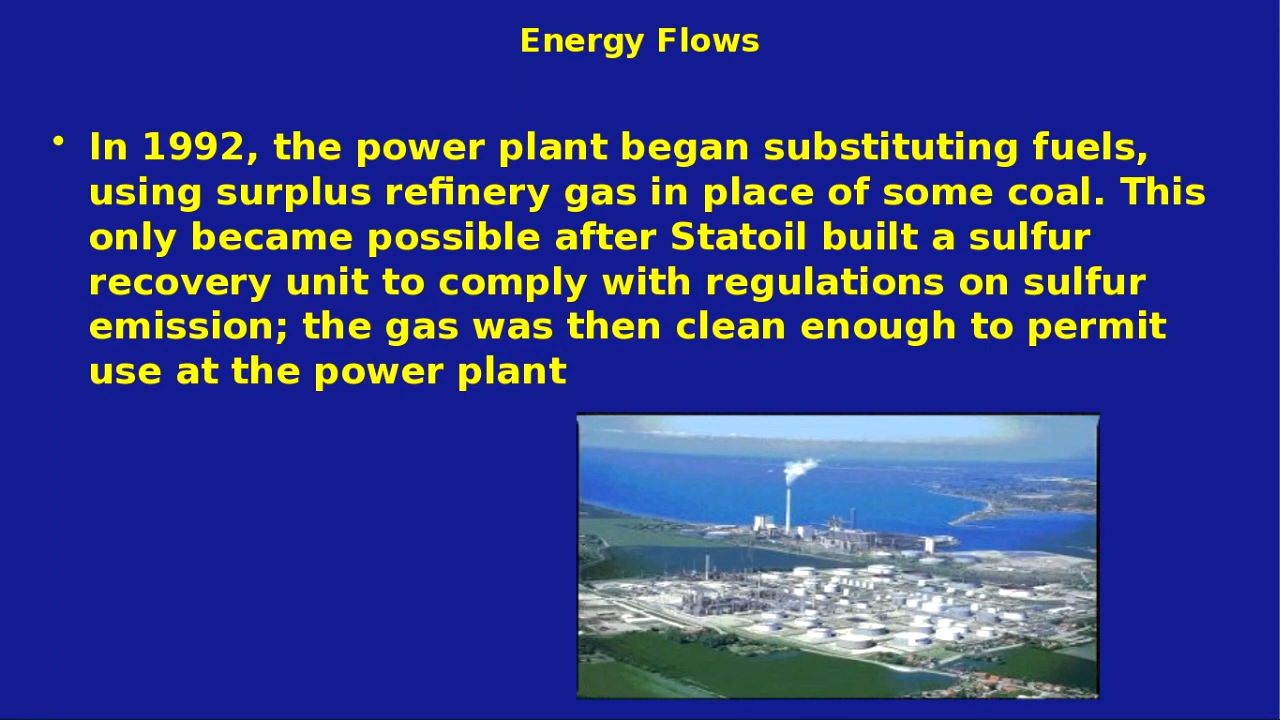 Energy Flows
• In 1992, the power plant began substituting fuels,
using surplus refinery gas in place of some coal. This
only became possible after Statoil built a sulfur
recovery unit to comply with regulations on sulfur
emission; the gas was then clean enough to permit
use at the power plant